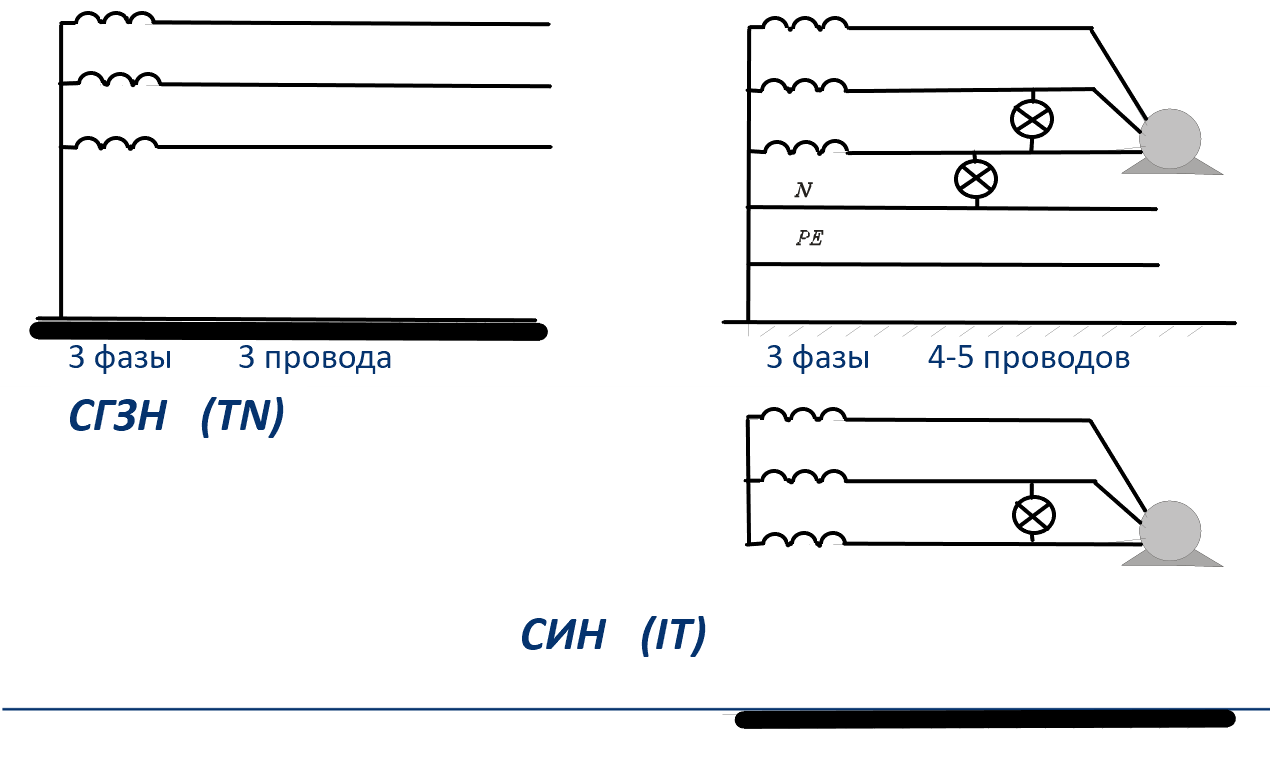 N
PE
3 фазы 3 провода
3 фазы 4-5 проводов
СГЗН (TN)
СИН (IT)